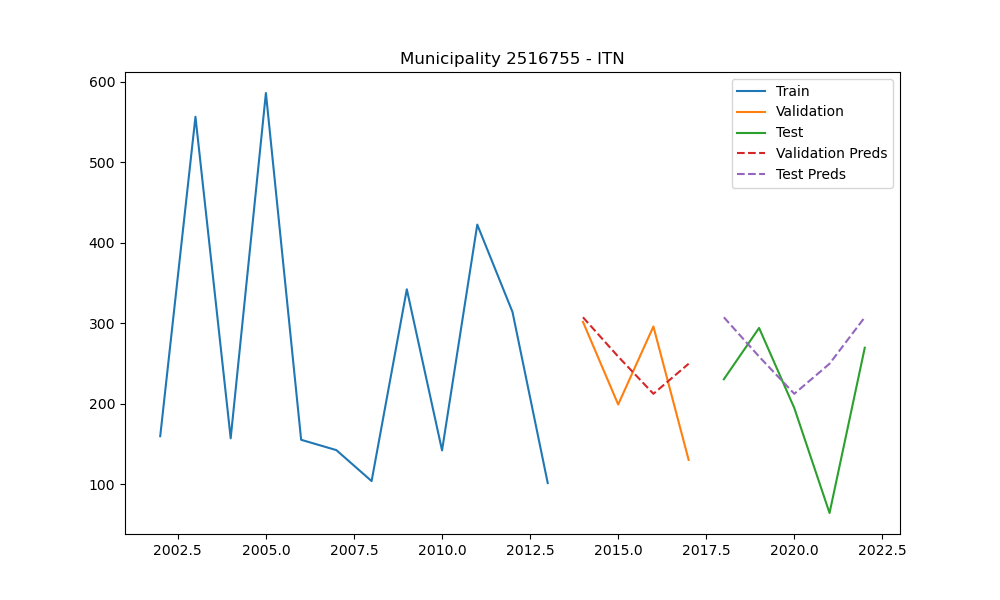 Municipality 2516755 - ITN
Train
Validation
Test
Validation Preds
Test Preds
600
500
400
300
200
100
2002.5 2005.0 2007.5 2010.0 2012.5 2015.0 2017.5 2020.0 2022.5